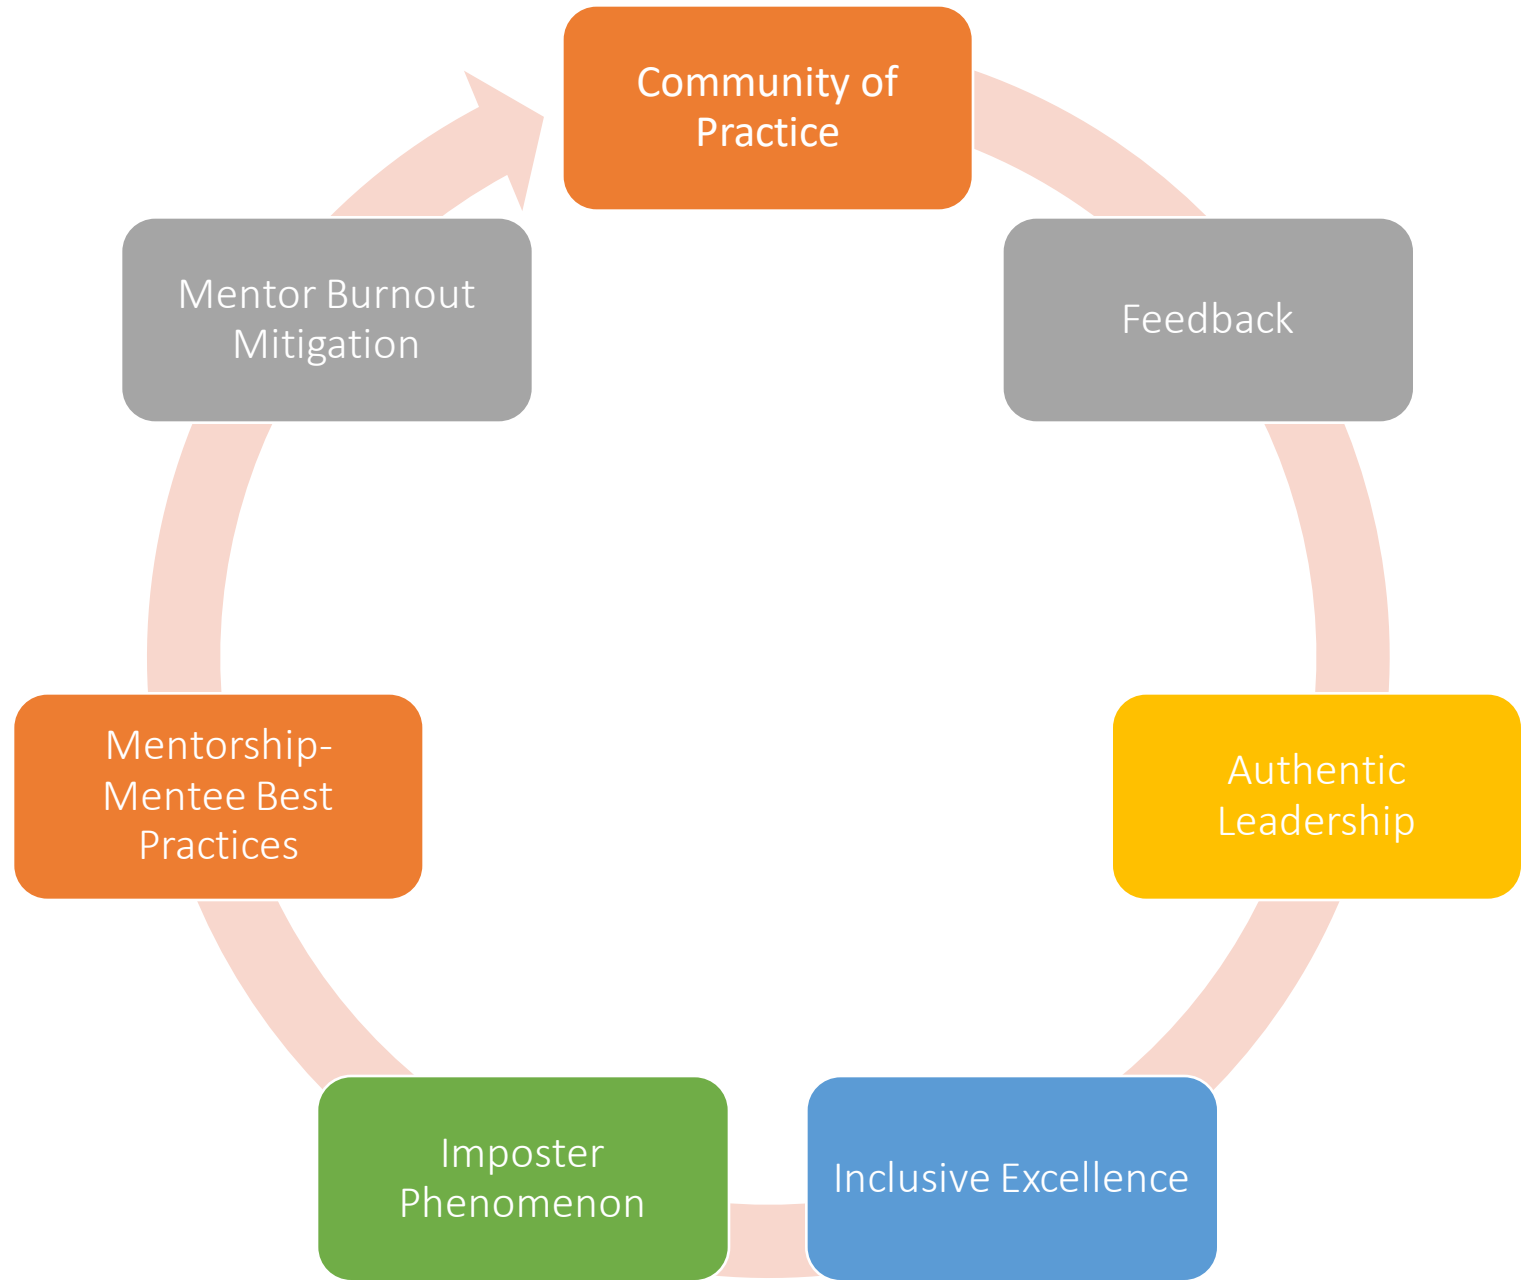 Community of
Practice
Feedback
Authentic
Leadership
Inclusive Excellence
Imposter
Phenomenon
Mentorship-
Mentee Best
Practices
Mentor Burnout
Mitigation